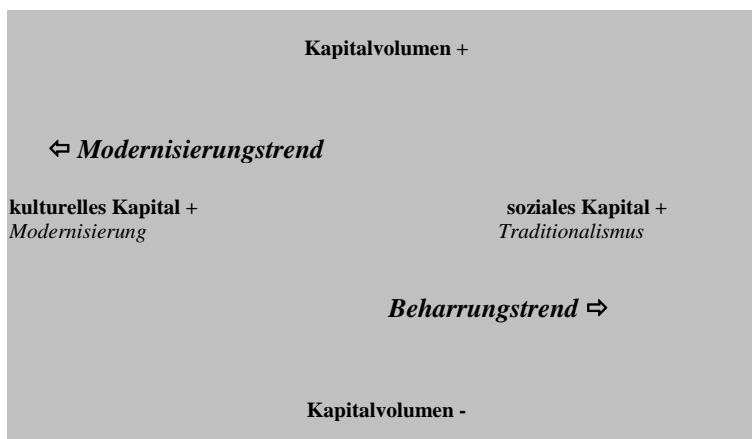 Kapitalvolumen +
⇦ Modernisierungstrend
kulturelles Kapital + soziales Kapital +
Modernisierung Traditionalismus
Beharrungstrend ⇨
Kapitalvolumen -